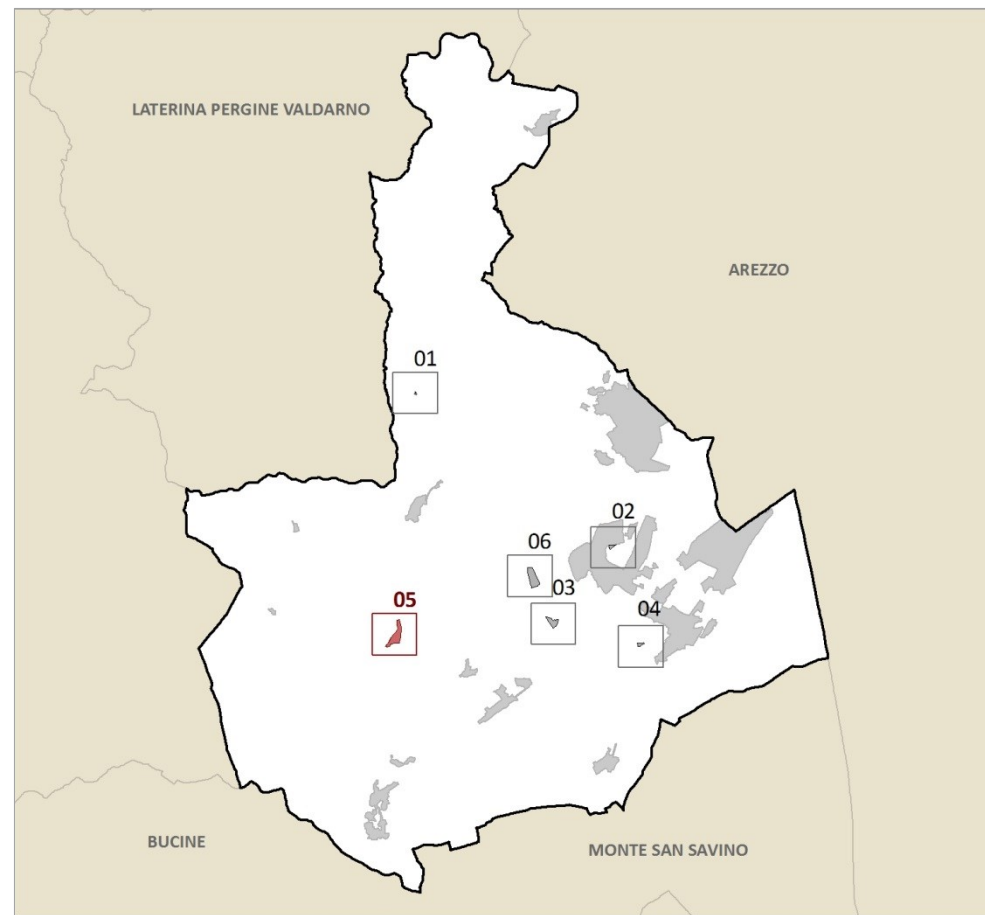 LATERINA PERGINE VALDARNO
AREZZO
01
02
06
03
05
04
BUCINE
MONTE SAN SAVINO